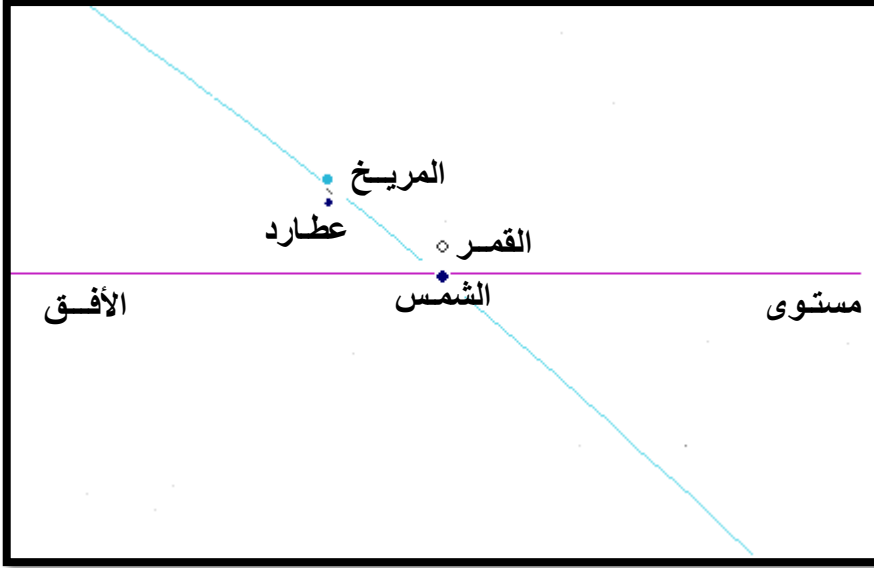 المريـخ
عطـارد
القمـر
الشمـس
مستـوى
الأفــق